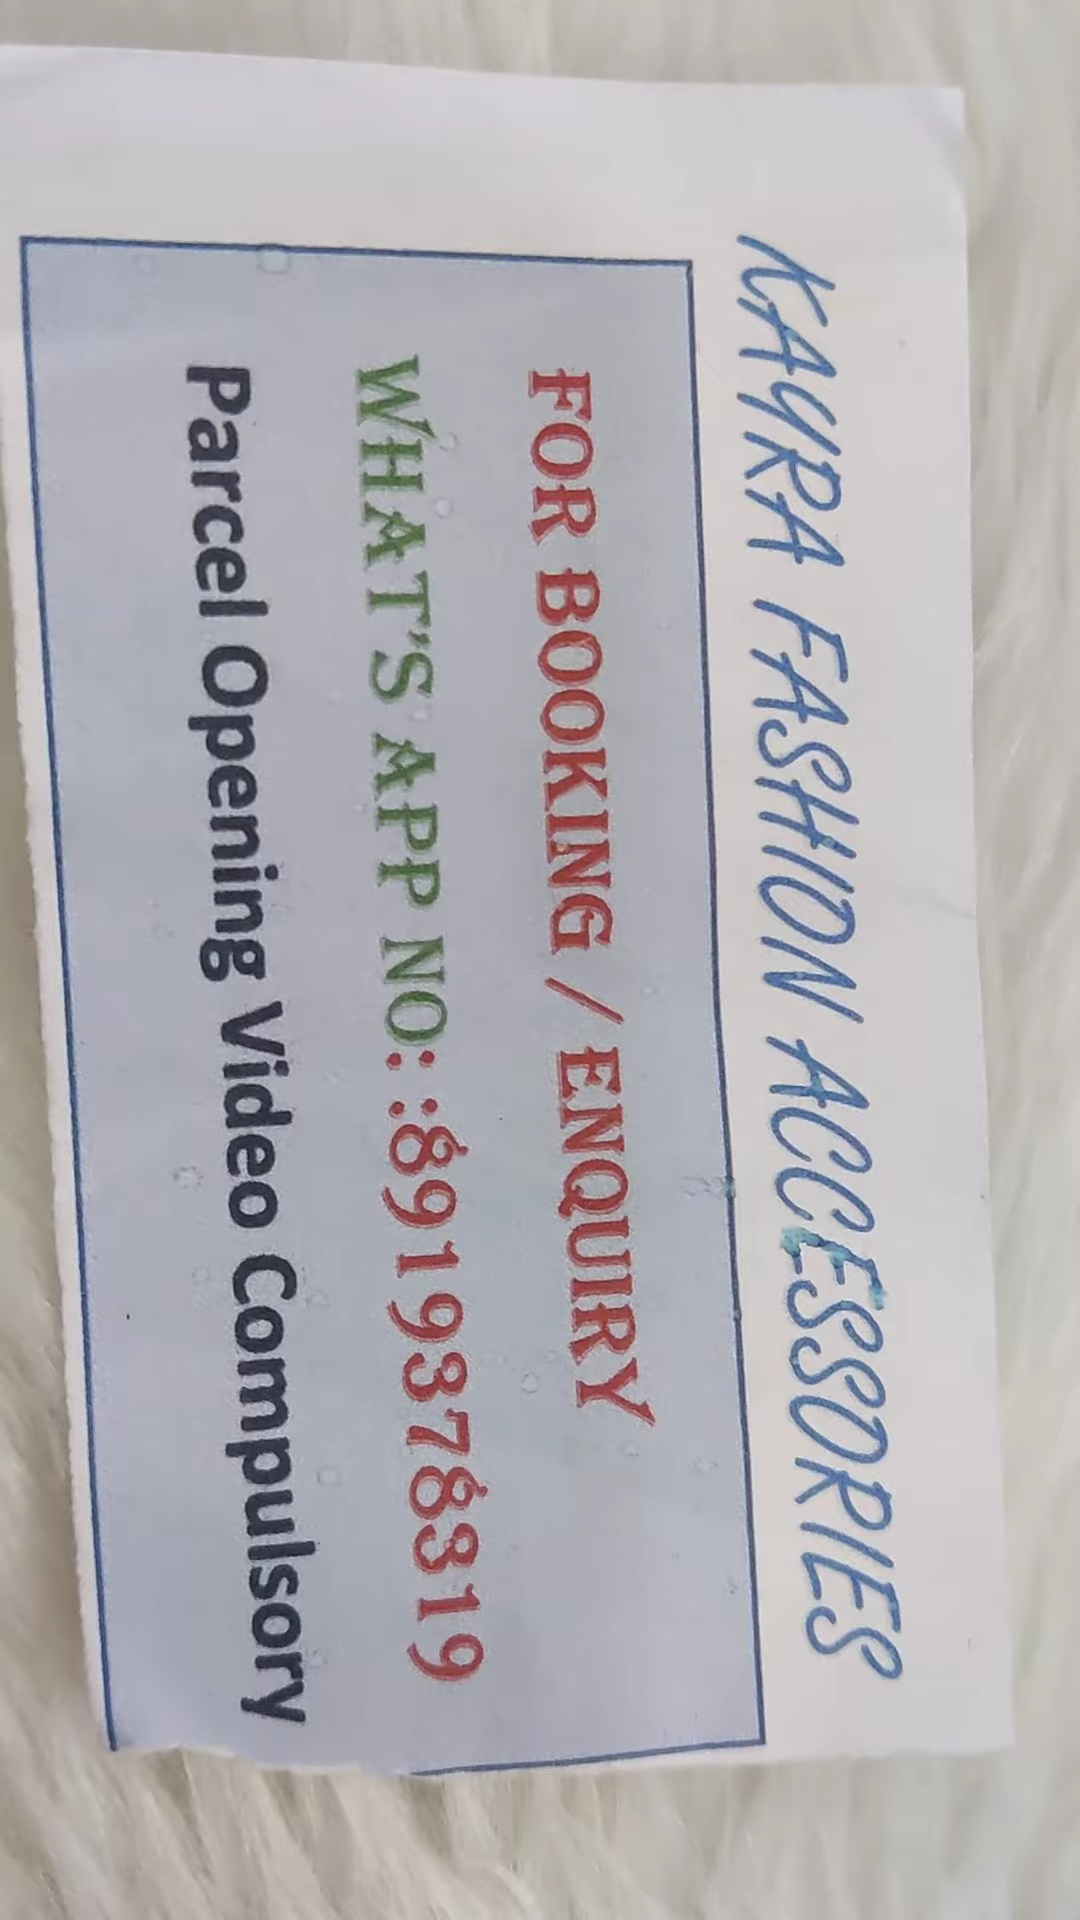 KAYRA FASHION ACCESSORIES
FOR BOOKING / ENQUIRY
WHAT'S APP NO: :8919378319
Parcel Opening Video Compulsory